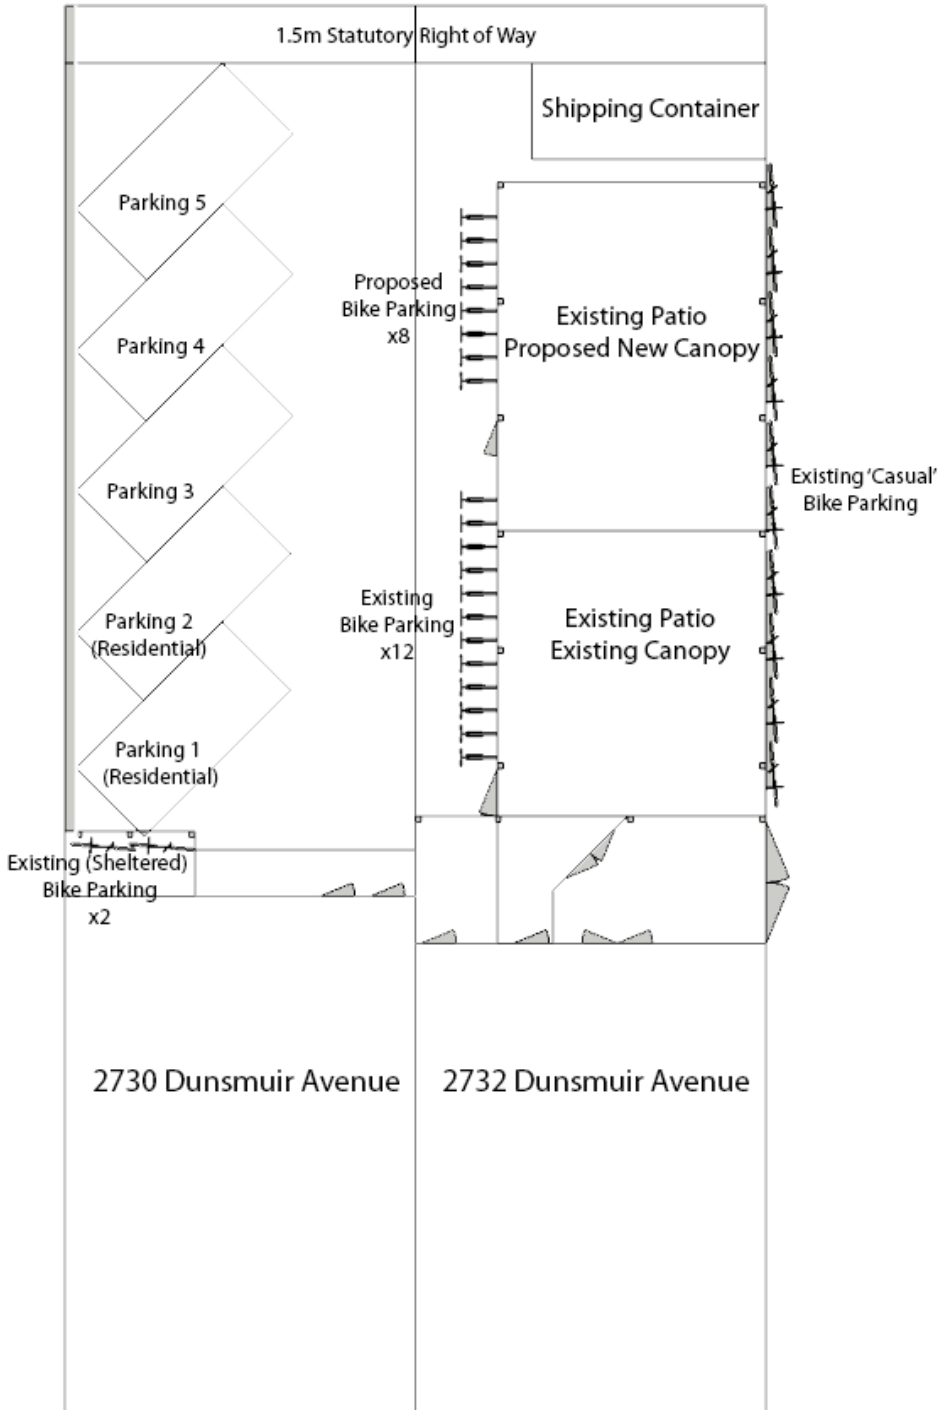 1.5m Statutory Right of Way
Shipping Container
Parking 5
Proposed
Bike Parking
x8
Existing Patio
Proposed New Canopy
Parking 4
Parking 3
Existing ‘Casual’
Bike Parking
Existing
Bike Parking
x12
Existing Patio
Existing Canopy
Parking 2
(Residential)
Parking 1
(Residential)
Existing (Sheltered)
Bike Parking
x2
2730 Dunsmuir Avenue
2732 Dunsmuir Avenue